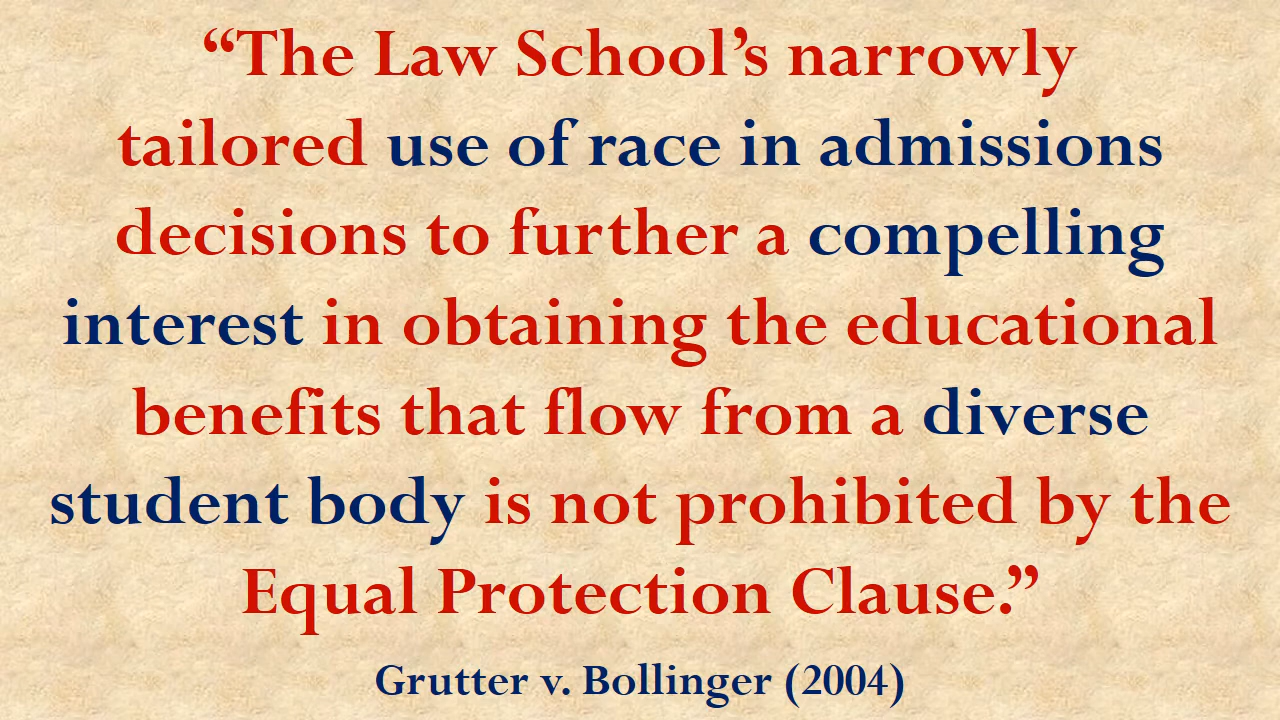 “The Law School’s narrowly
tailored use of race in admissions
decisions to further a compelling
interest in obtaining the educational
benefits that flow from a diverse
student body is not prohibited by the
Equal Protection Clause.”
Grutter v. Bollinger (2004)